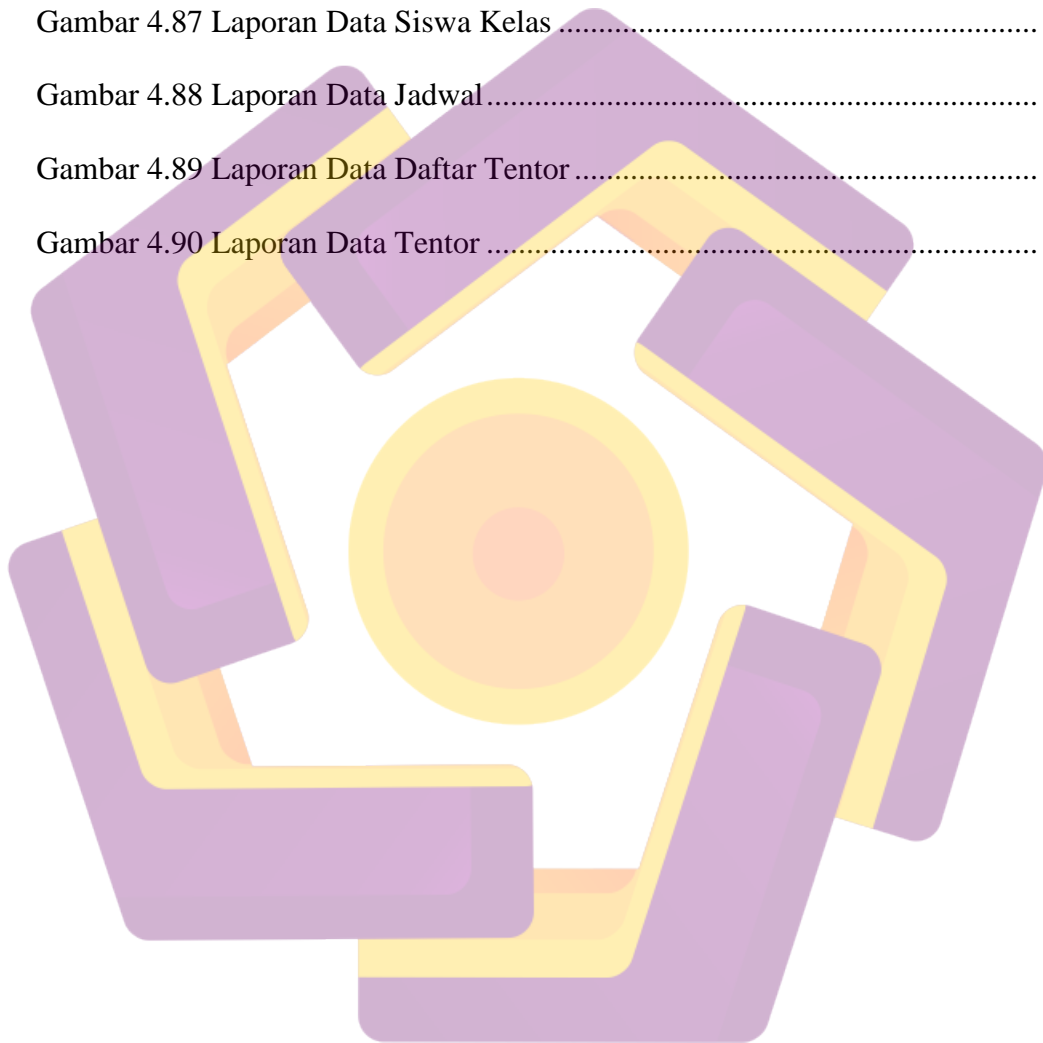 Gambar 4.87 Laporan Data Siswa Kelas ............................................................
Gambar 4.88 Laporan Data Jadwal .....................................................................
Gambar 4.89 Laporan Data Daftar Tentor ..........................................................
Gambar 4.90 Laporan Data Tentor .....................................................................